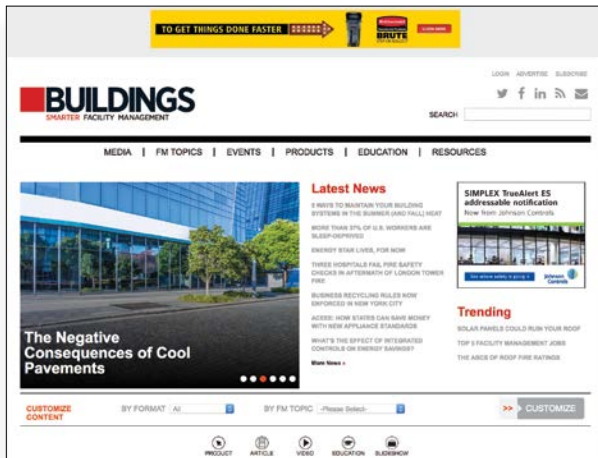 TO GET THINGS DONE FASTER
Rubbermaid
BRUTE
LOGIN ADVERTISE SUBSCRIBE
BUILDINGS
SMARTER FACILITY MANAGEMENT
SEARCH
MEDIA | FM TOPICS | EVENTS | PRODUCTS | EDUCATION | RESOURCES
The Negative
Consequences of Cool
Pavements
Latest News
5 WAYS TO MAINTAIN YOUR BUILDING
SYSTEMS IN THE SUMMER (AND FALL) HEAT
MORE THAN 37% OF U.S. WORKERS ARE
SLEEP-DEPRIVED
ENERGY STAR LIVES, FOR NOW
THREE HOSPITALS FAIL FIRE SAFETY
CHECKS IN AFTERMATH OF LONDON TOWER
FIRE
BUSINESS RECYCLING RULES NOW
ENFORCED IN NEW YORK CITY
ACEEE: HOW STATES CAN SAVE MONEY
WITH NEW APPLIANCE STANDARDS
WHAT'S THE EFFECT OF INTEGRATED
CONTROLS ON ENERGY SAVINGS?
More News »
SIMPLEX TrueAlert ES
addressable notification
Now from Johnson Controls
See where safety is going
Johnson
Controls
Trending
SOLAR PANELS COULD RUIN YOUR ROOF
TOP 5 FACILITY MANAGEMENT JOBS
THE ABCS OF ROOF FIRE RATINGS
CUSTOMIZE
CONTENT
BY FORMAT All
BY FM TOPIC -Please Select-
>> CUSTOMIZE
PRODUCT ARTICLE VIDEO EDUCATION SLIDESHOW